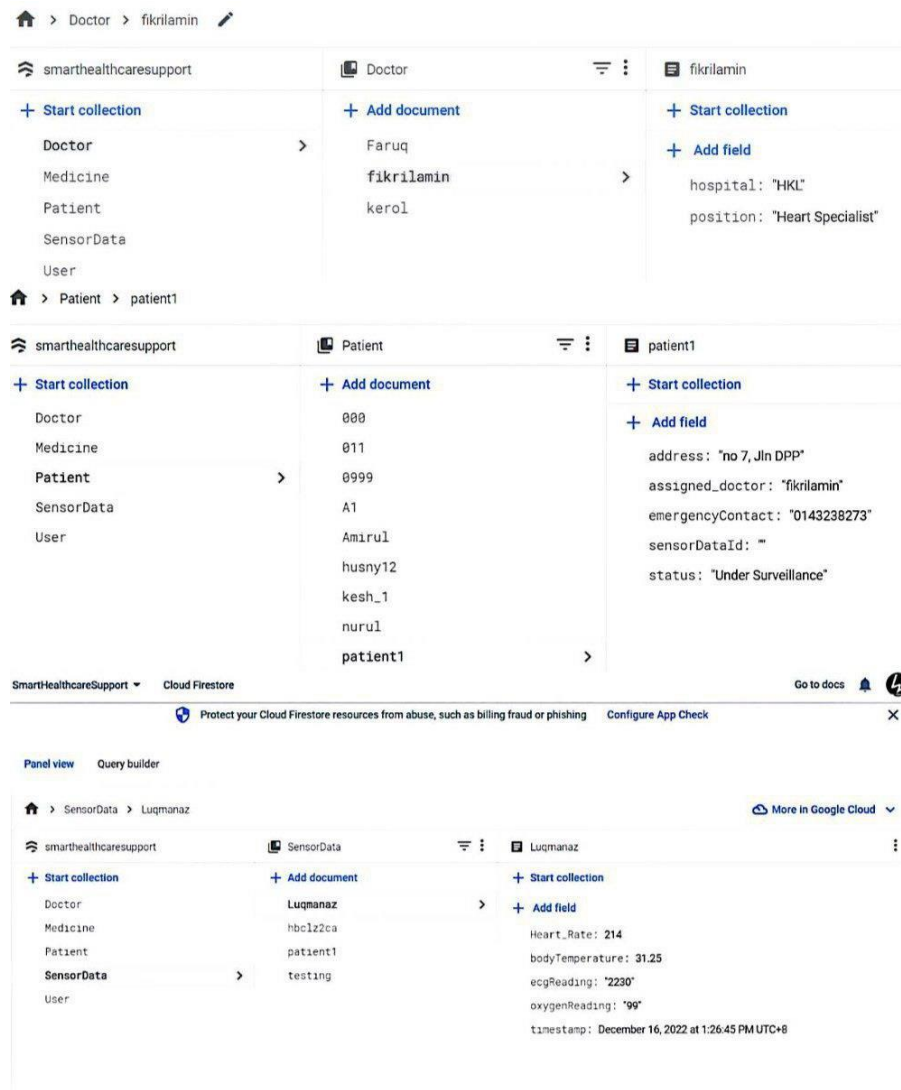 > Doctor > fikrilamin
smarthealthcaresupport Doctor fikrilamin
+ Start collection + Add document + Start collection
Doctor > Faruq + Add field
Medicine fikrilamin > hospital: "HKL"
Patient kerol position: "Heart Specialist"
SensorData
User
> Patient > patient1
smarthealthcaresupport Patient patient1
+ Start collection + Add document + Start collection
Doctor 000 + Add field
Medicine 011 address: "no 7, Jln DPP"
Patient > 0999 assigned_doctor: "fikrilamin"
SensorData A1 emergencyContact: "0143238273"
User Amirul sensorDataId: ""
husny12 status: "Under Surveillance"
kesh_1
nurul
patient1 >
SmartHealthcareSupport Cloud Firestore Go to docs
Protect your Cloud Firestore resources from abuse, such as billing fraud or phishing Configure App Check
Panel view Query builder
> SensorData > Luqmanaz More in Google Cloud
smarthealthcaresupport SensorData Luqmanaz
+ Start collection + Add document + Start collection
Doctor Luqmanaz > + Add field
Medicine hbclz2ca Heart_Rate: 214
Patient patient1 bodyTemperature: 31.25
SensorData > testing ecgReading: "2230"
User oxygenReading: "99"
timestamp: December 16, 2022 at 1:26:45 PM UTC+8